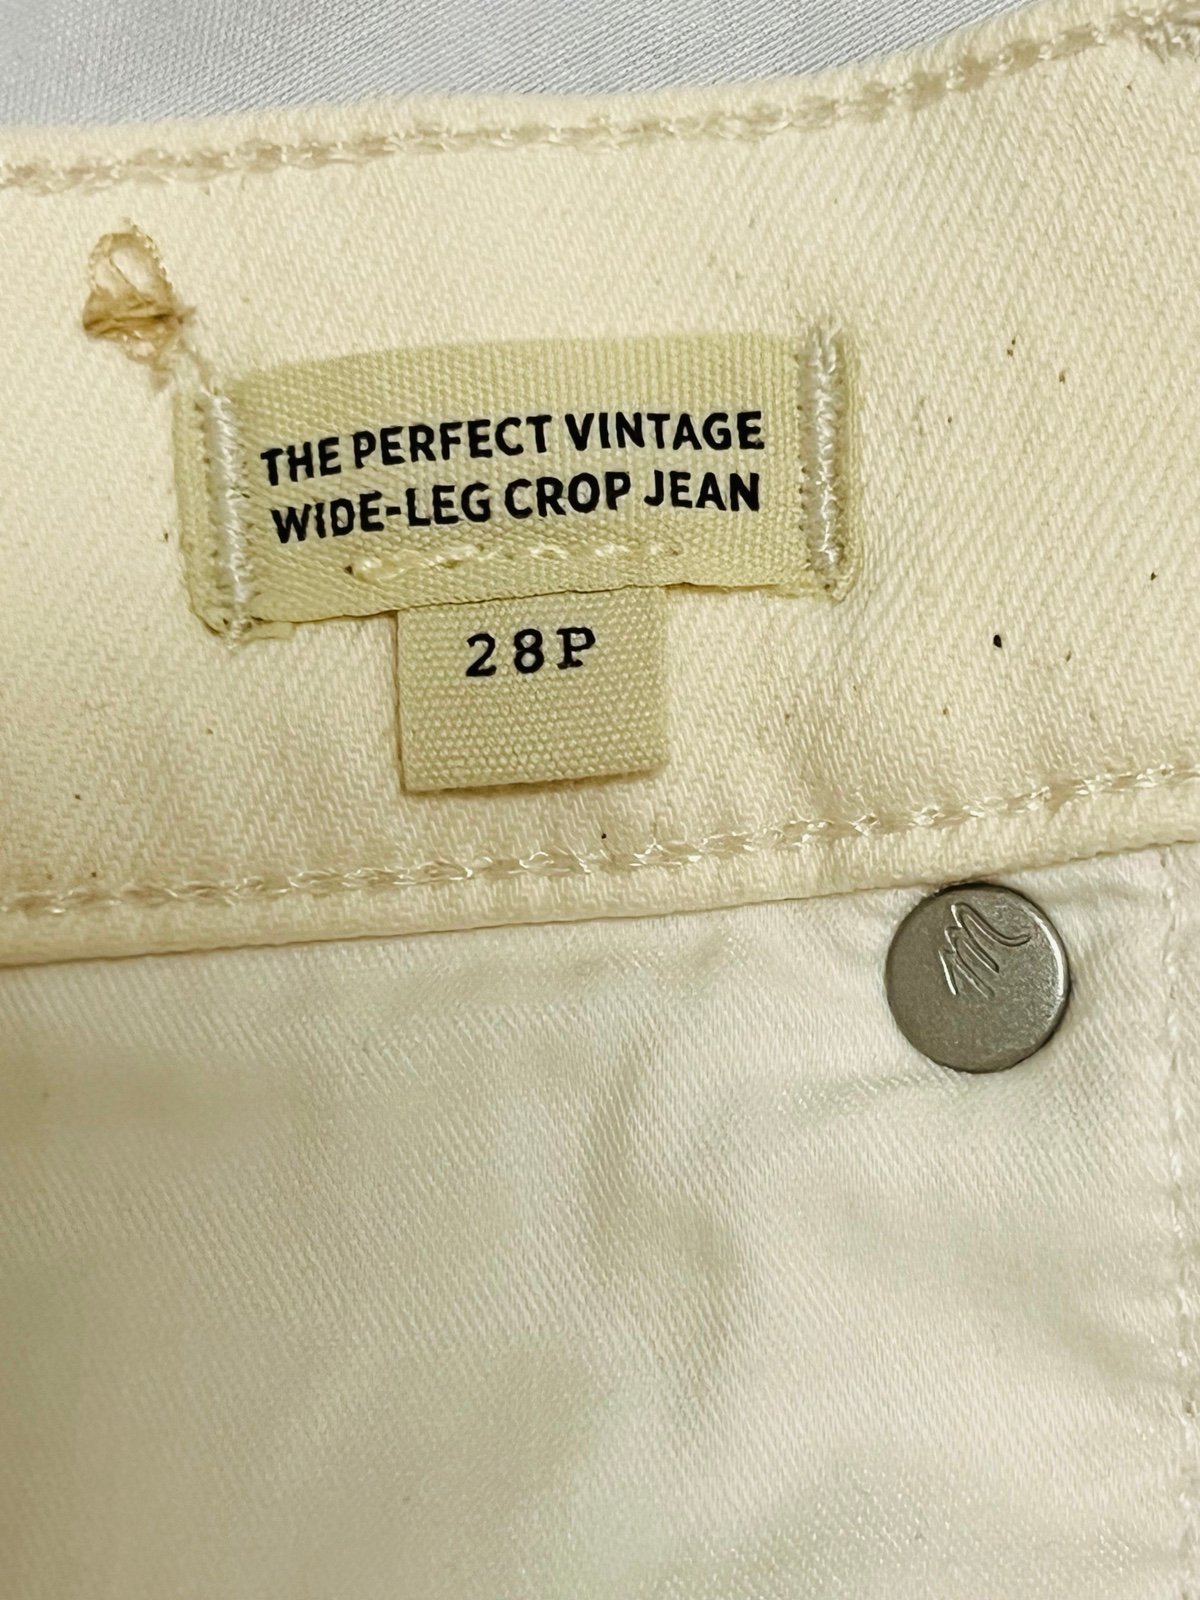 THE PERFECT VINTAGE
WIDE-LEG CROP JEAN
28P